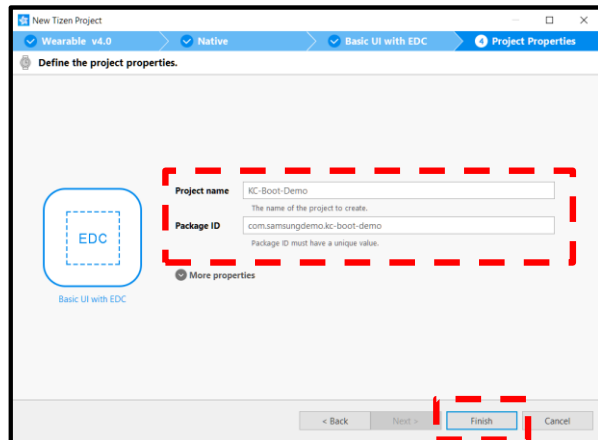 New Tizen Project
Wearable v4.0
Native
Basic UI with EDC
4 Project Properties
Define the project properties.
Project name KC-Boot-Demo
The name of the project to create.
Package ID com.samsungdemo.kc-boot-demo
Package ID must have a unique value.
EDC
More properties
Basic UI with EDC
< Back Next > Finish Cancel